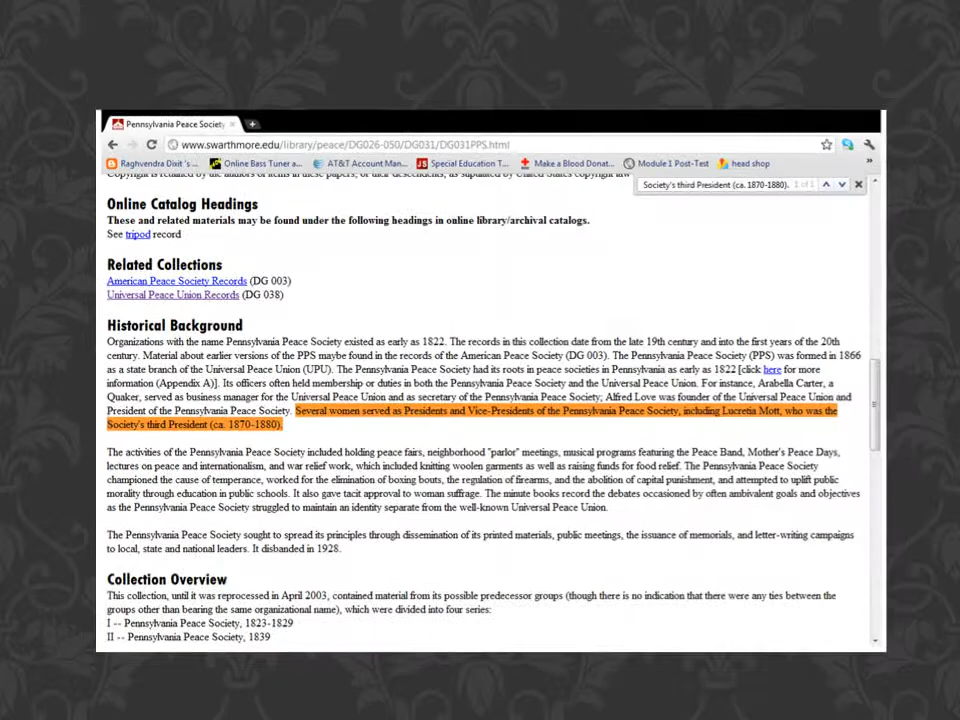 Pennsylvania Peace Society
www.swarthmore.edu/library/peace/DG026-050/DG031/DG031PPS.html
Raghvendra Dixit 's ... Online Bass Tuner a... AT&T Account Man... Special Education T... Make a Blood Donat... Module 1 Post-Test head shop »
Society's third President (ca. 1870-1880). 1 of 1
Online Catalog Headings
These and related materials may be found under the following headings in online library/archival catalogs.
See tripod record
Related Collections
American Peace Society Records (DG 003)
Universal Peace Union Records (DG 038)
Historical Background
Organizations with the name Pennsylvania Peace Society existed as early as 1822. The records in this collection date from the late 19th century and into the first years of the 20th
century. Material about earlier versions of the PPS maybe found in the records of the American Peace Society (DG 003). The Pennsylvania Peace Society (PPS) was formed in 1866
as a state branch of the Universal Peace Union (UPU). The Pennsylvania Peace Society had its roots in peace societies in Pennsylvania as early as 1822 [click here for more
information (Appendix A)]. Its officers often held membership or duties in both the Pennsylvania Peace Society and the Universal Peace Union. For instance, Arabella Carter, a
Quaker, served as business manager for the Universal Peace Union and as secretary of the Pennsylvania Peace Society; Alfred Love was founder of the Universal Peace Union and
President of the Pennsylvania Peace Society. Several women served as Presidents and Vice-Presidents of the Pennsylvania Peace Society, including Lucretia Mott, who was the
Society's third President (ca. 1870-1880).
The activities of the Pennsylvania Peace Society included holding peace fairs, neighborhood "parlor" meetings, musical programs featuring the Peace Band, Mother's Peace Days,
lectures on peace and internationalism, and war relief work, which included knitting woolen garments as well as raising funds for food relief. The Pennsylvania Peace Society
championed the cause of temperance, worked for the elimination of boxing bouts, the regulation of firearms, and the abolition of capital punishment, and attempted to uplift public
morality through education in public schools. It also gave tacit approval to woman suffrage. The minute books record the debates occasioned by often ambivalent goals and objectives
as the Pennsylvania Peace Society struggled to maintain an identity separate from the well-known Universal Peace Union.
The Pennsylvania Peace Society sought to spread its principles through dissemination of its printed materials, public meetings, the issuance of memorials, and letter-writing campaigns
to local, state and national leaders. It disbanded in 1928.
Collection Overview
This collection, until it was reprocessed in April 2003, contained material from its possible predecessor groups (though there is no indication that there were any ties between the
groups other than bearing the same organizational name), which were divided into four series:
I -- Pennsylvania Peace Society, 1823-1829
II -- Pennsylvania Peace Society, 1839